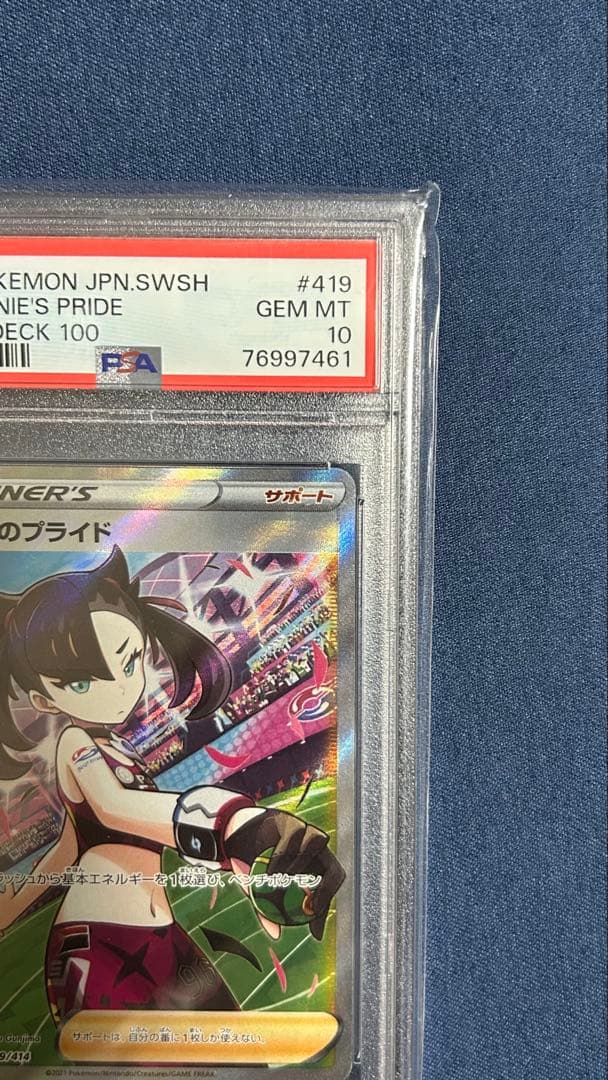 KEMON JPN.SWSH #419
NIE'S PRIDE GEM MT
DECK 100 10
PSA 76997461
NER'S サポート
のプライド
ラッシュから基本エネルギーを1枚選び、ベンチポケモン
サポートは、自分の番に1枚しか使えない。
Gunjima
9/414
©2021 Pokémon/Nintendo/Creatures/GAME FREAK